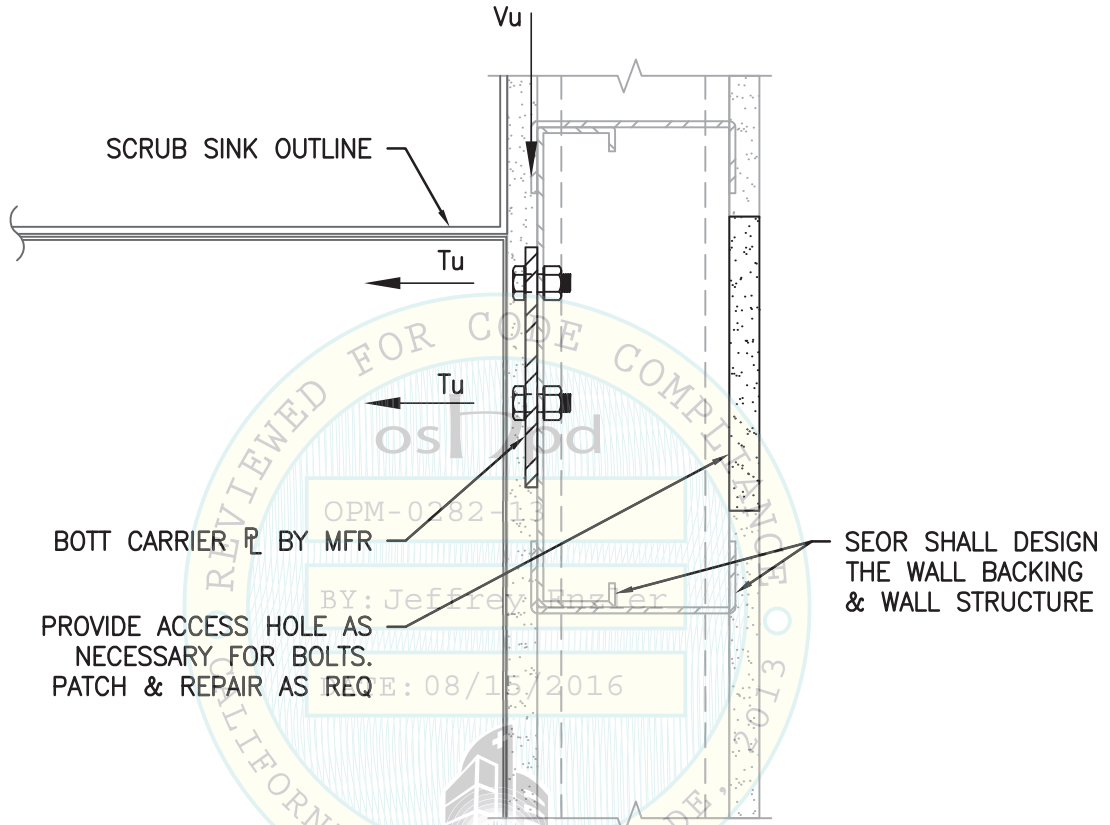 Vu
SCRUB SINK OUTLINE
Tu
Tu
BOTT CARRIER PL BY MFR
PROVIDE ACCESS HOLE AS
NECESSARY FOR BOLTS.
PATCH & REPAIR AS REQ
SEOR SHALL DESIGN
THE WALL BACKING
& WALL STRUCTURE
REVIEWED FOR CODE COMPLIANCE
oshpd
OPM-0282-13
BY: Jeffrey Enzler
DATE: 08/15/2016
2013